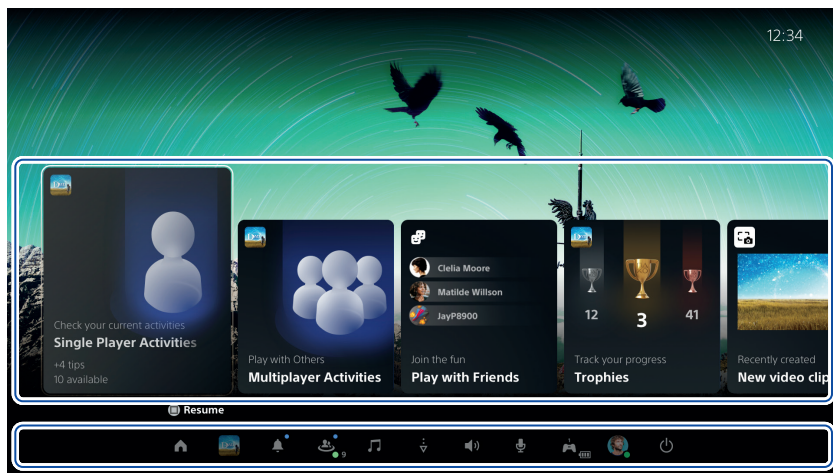 12:34
Check your current activities
Single Player Activities
+4 tips
10 available
Play with Others
Multiplayer Activities
Clelia Moore
Matilde Willson
JayP8900
Join the fun
Play with Friends
12
3
41
Track your progress
Trophies
Recently created
New video clip
Resume
9